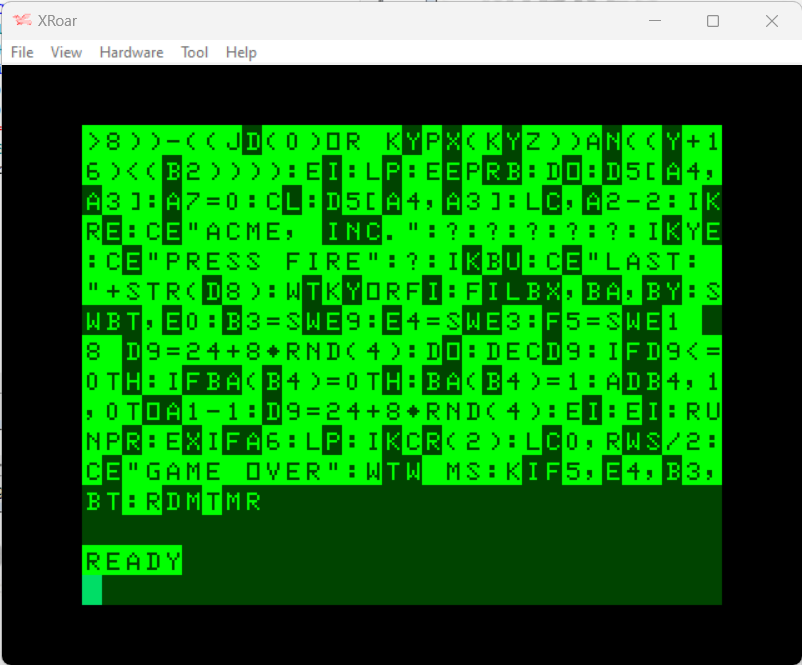 XRoar
File View Hardware Tool Help
>8))-((JD(0)OR KYPX(KYZ))AN((Y+1
6)<(B2)))):EI:LP:EEPRB:DO:D5[A4,
A3]:A7=0:CL:D5[A4,A3]:LC,A2-2:IK
RE:CE"ACME, INC.":?:?:?:?:?:IKYE
:CE"PRESS FIRE":?:IKBU:CE"LAST:
"+STR(D8):WTKYORFI:FILBX,BA,BY:S
WBT,E0:B3=SWE9:E4=SWE3:F5=SWE1
8 D9=24+8*RND(4):DO:DECD9:IFD9<=
0TH:IFBA(B4)=0TH:BA(B4)=1:ADB4,1
,0TOA1-1:D9=24+8*RND(4):EI:EI:RU
NPR:EXIFA6:LP:IKCR(2):LC0,RWS/2:
CE"GAME OVER":WTW MS:KIF5,E4,B3,
BT:RDMTMR
READY